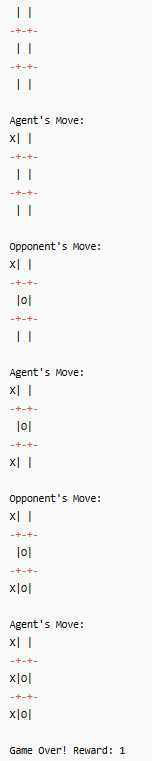 | |
-+-+-
 | |
-+-+-
 | |

Agent's Move:
X| |
-+-+-
 | |
-+-+-
 | |

Opponent's Move:
X| |
-+-+-
 |O|
-+-+-
 | |

Agent's Move:
X| |
-+-+-
 |O|
-+-+-
X| |

Opponent's Move:
X| |
-+-+-
 |O|
-+-+-
X|O|

Agent's Move:
X| |
-+-+-
X|O|
-+-+-
X|O|

Game Over! Reward: 1